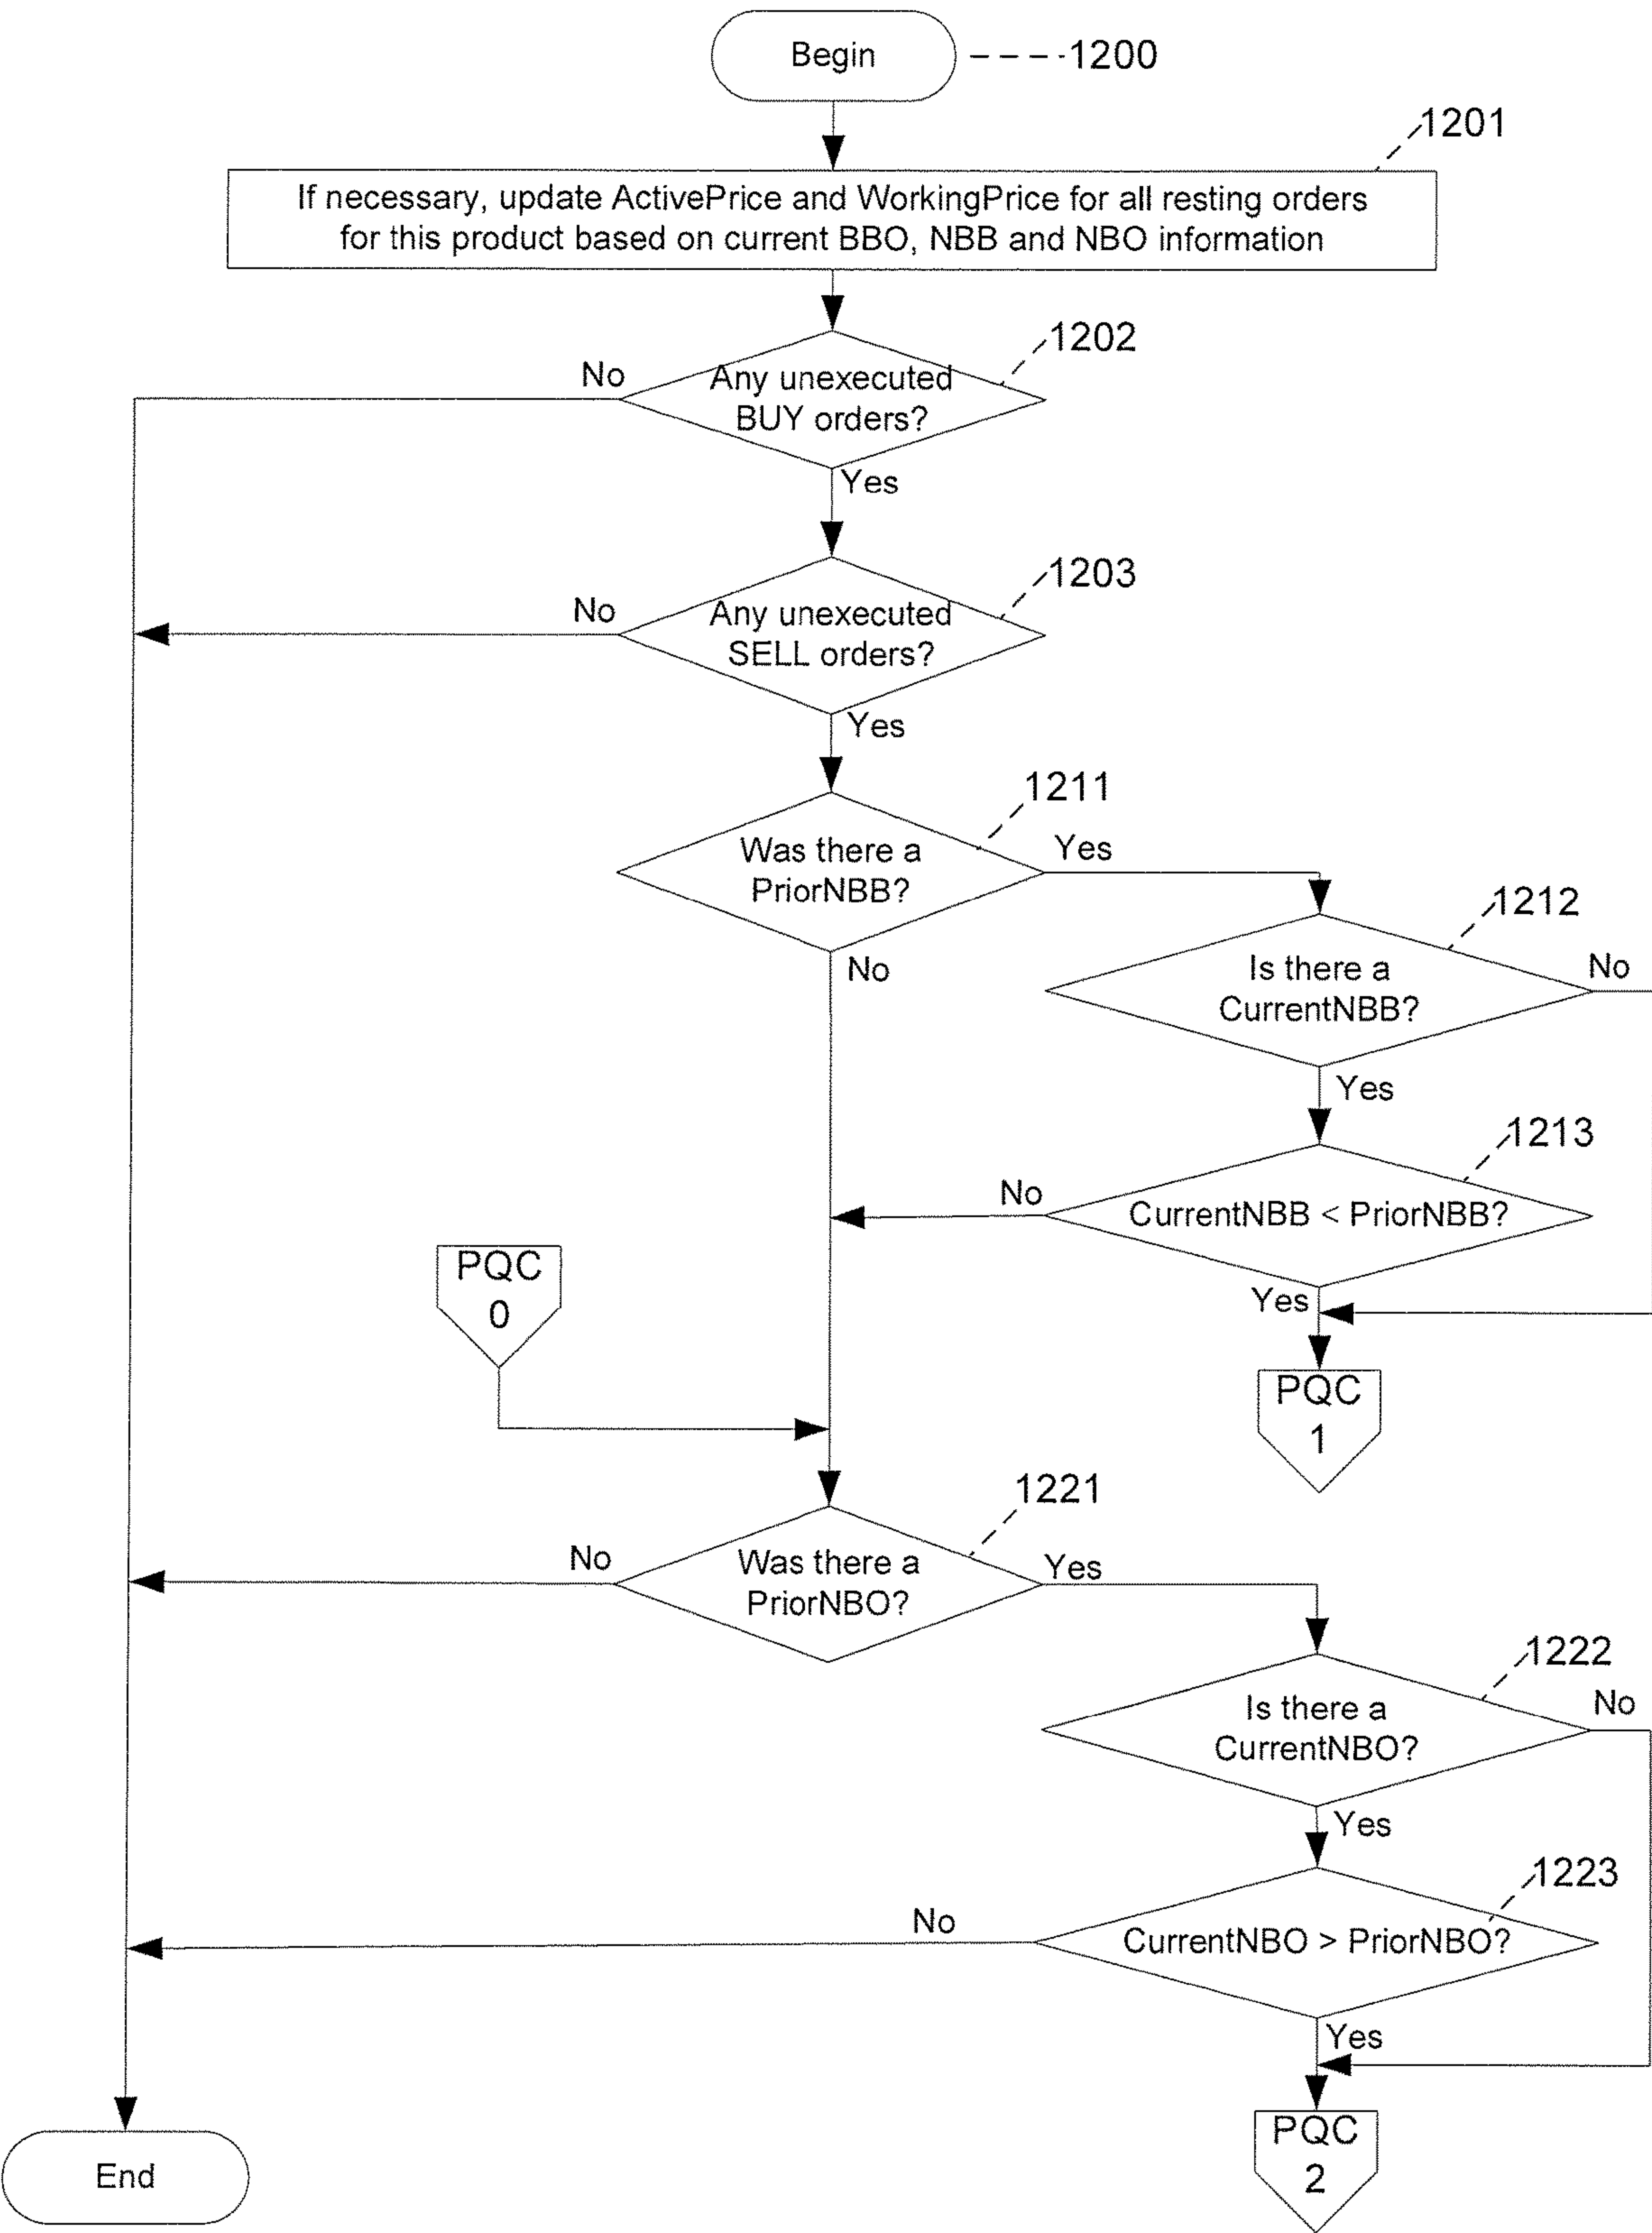 Begin
1200
1201
If necessary, update ActivePrice and WorkingPrice for all resting orders
for this product based on current BBO, NBB and NBO information
1202
No
Any unexecuted
BUY orders?
Yes
1203
No
Any unexecuted
SELL orders?
Yes
1211
Was there a
PriorNBB?
Yes
No
1212
Is there a
CurrentNBB?
No
Yes
1213
No
CurrentNBB < PriorNBB?
Yes
PQC
0
PQC
1
1221
No
Was there a
PriorNBO?
Yes
1222
Is there a
CurrentNBO?
No
Yes
1223
No
CurrentNBO > PriorNBO?
Yes
PQC
2
End